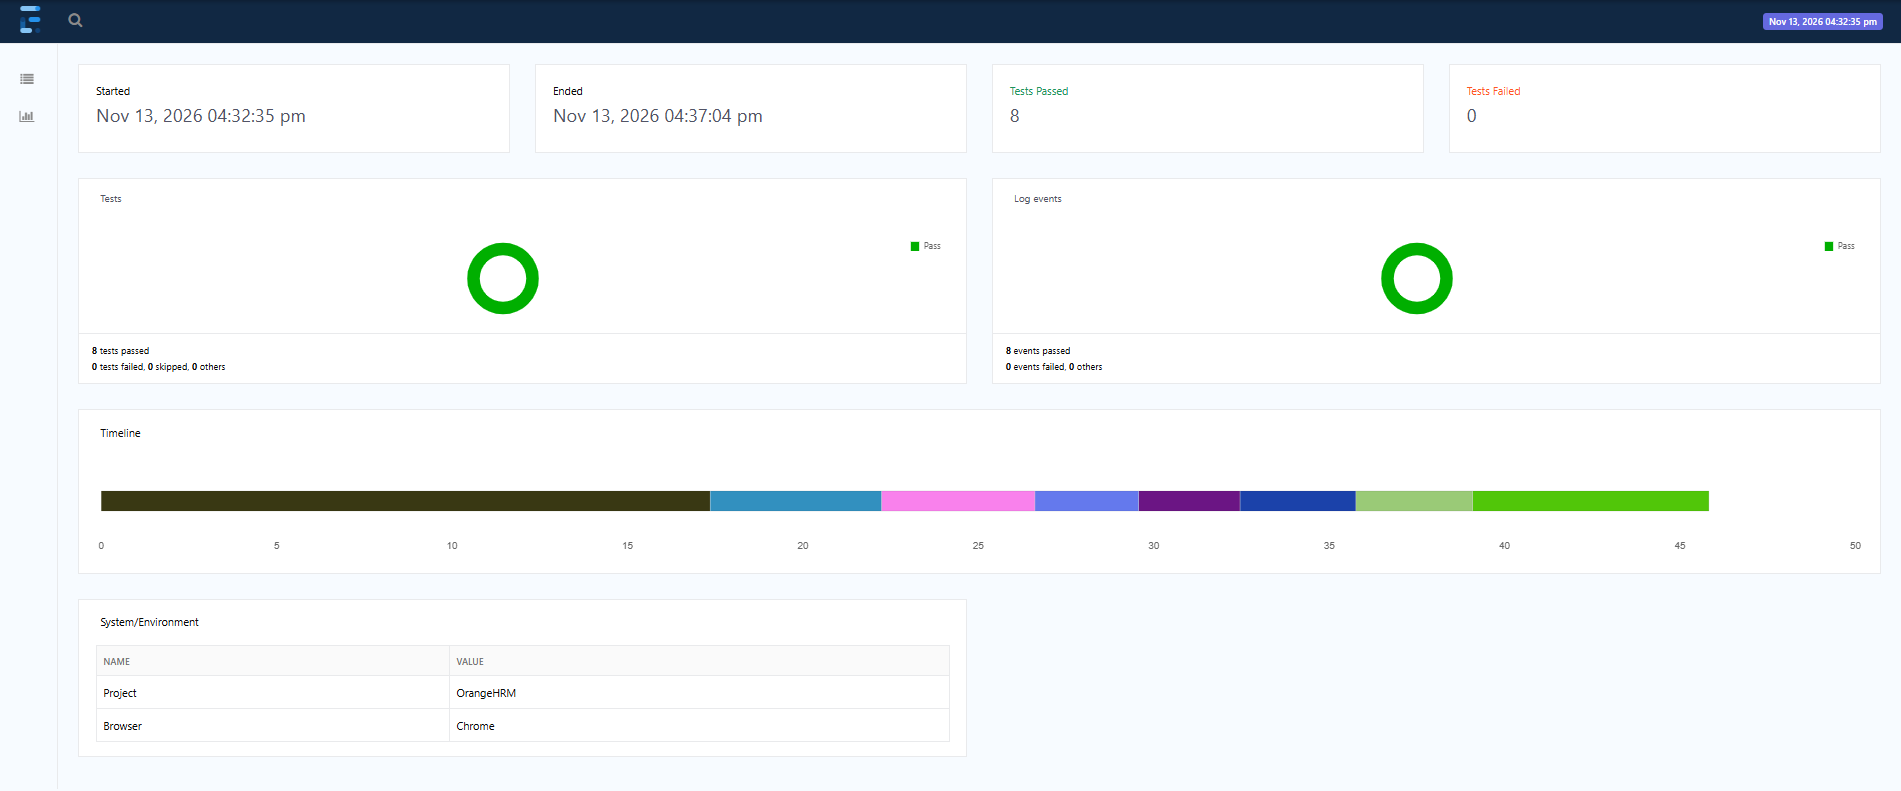 Nov 13, 2026 04:32:35 pm
Started
Nov 13, 2026 04:32:35 pm
Ended
Nov 13, 2026 04:37:04 pm
Tests Passed
8
Tests Failed
0
Tests
Pass
8 tests passed
0 tests failed, 0 skipped, 0 others
Log events
Pass
8 events passed
0 events failed, 0 others
Timeline
0 5 10 15 20 25 30 35 40 45 50
System/Environment
NAME VALUE
Project OrangeHRM
Browser Chrome